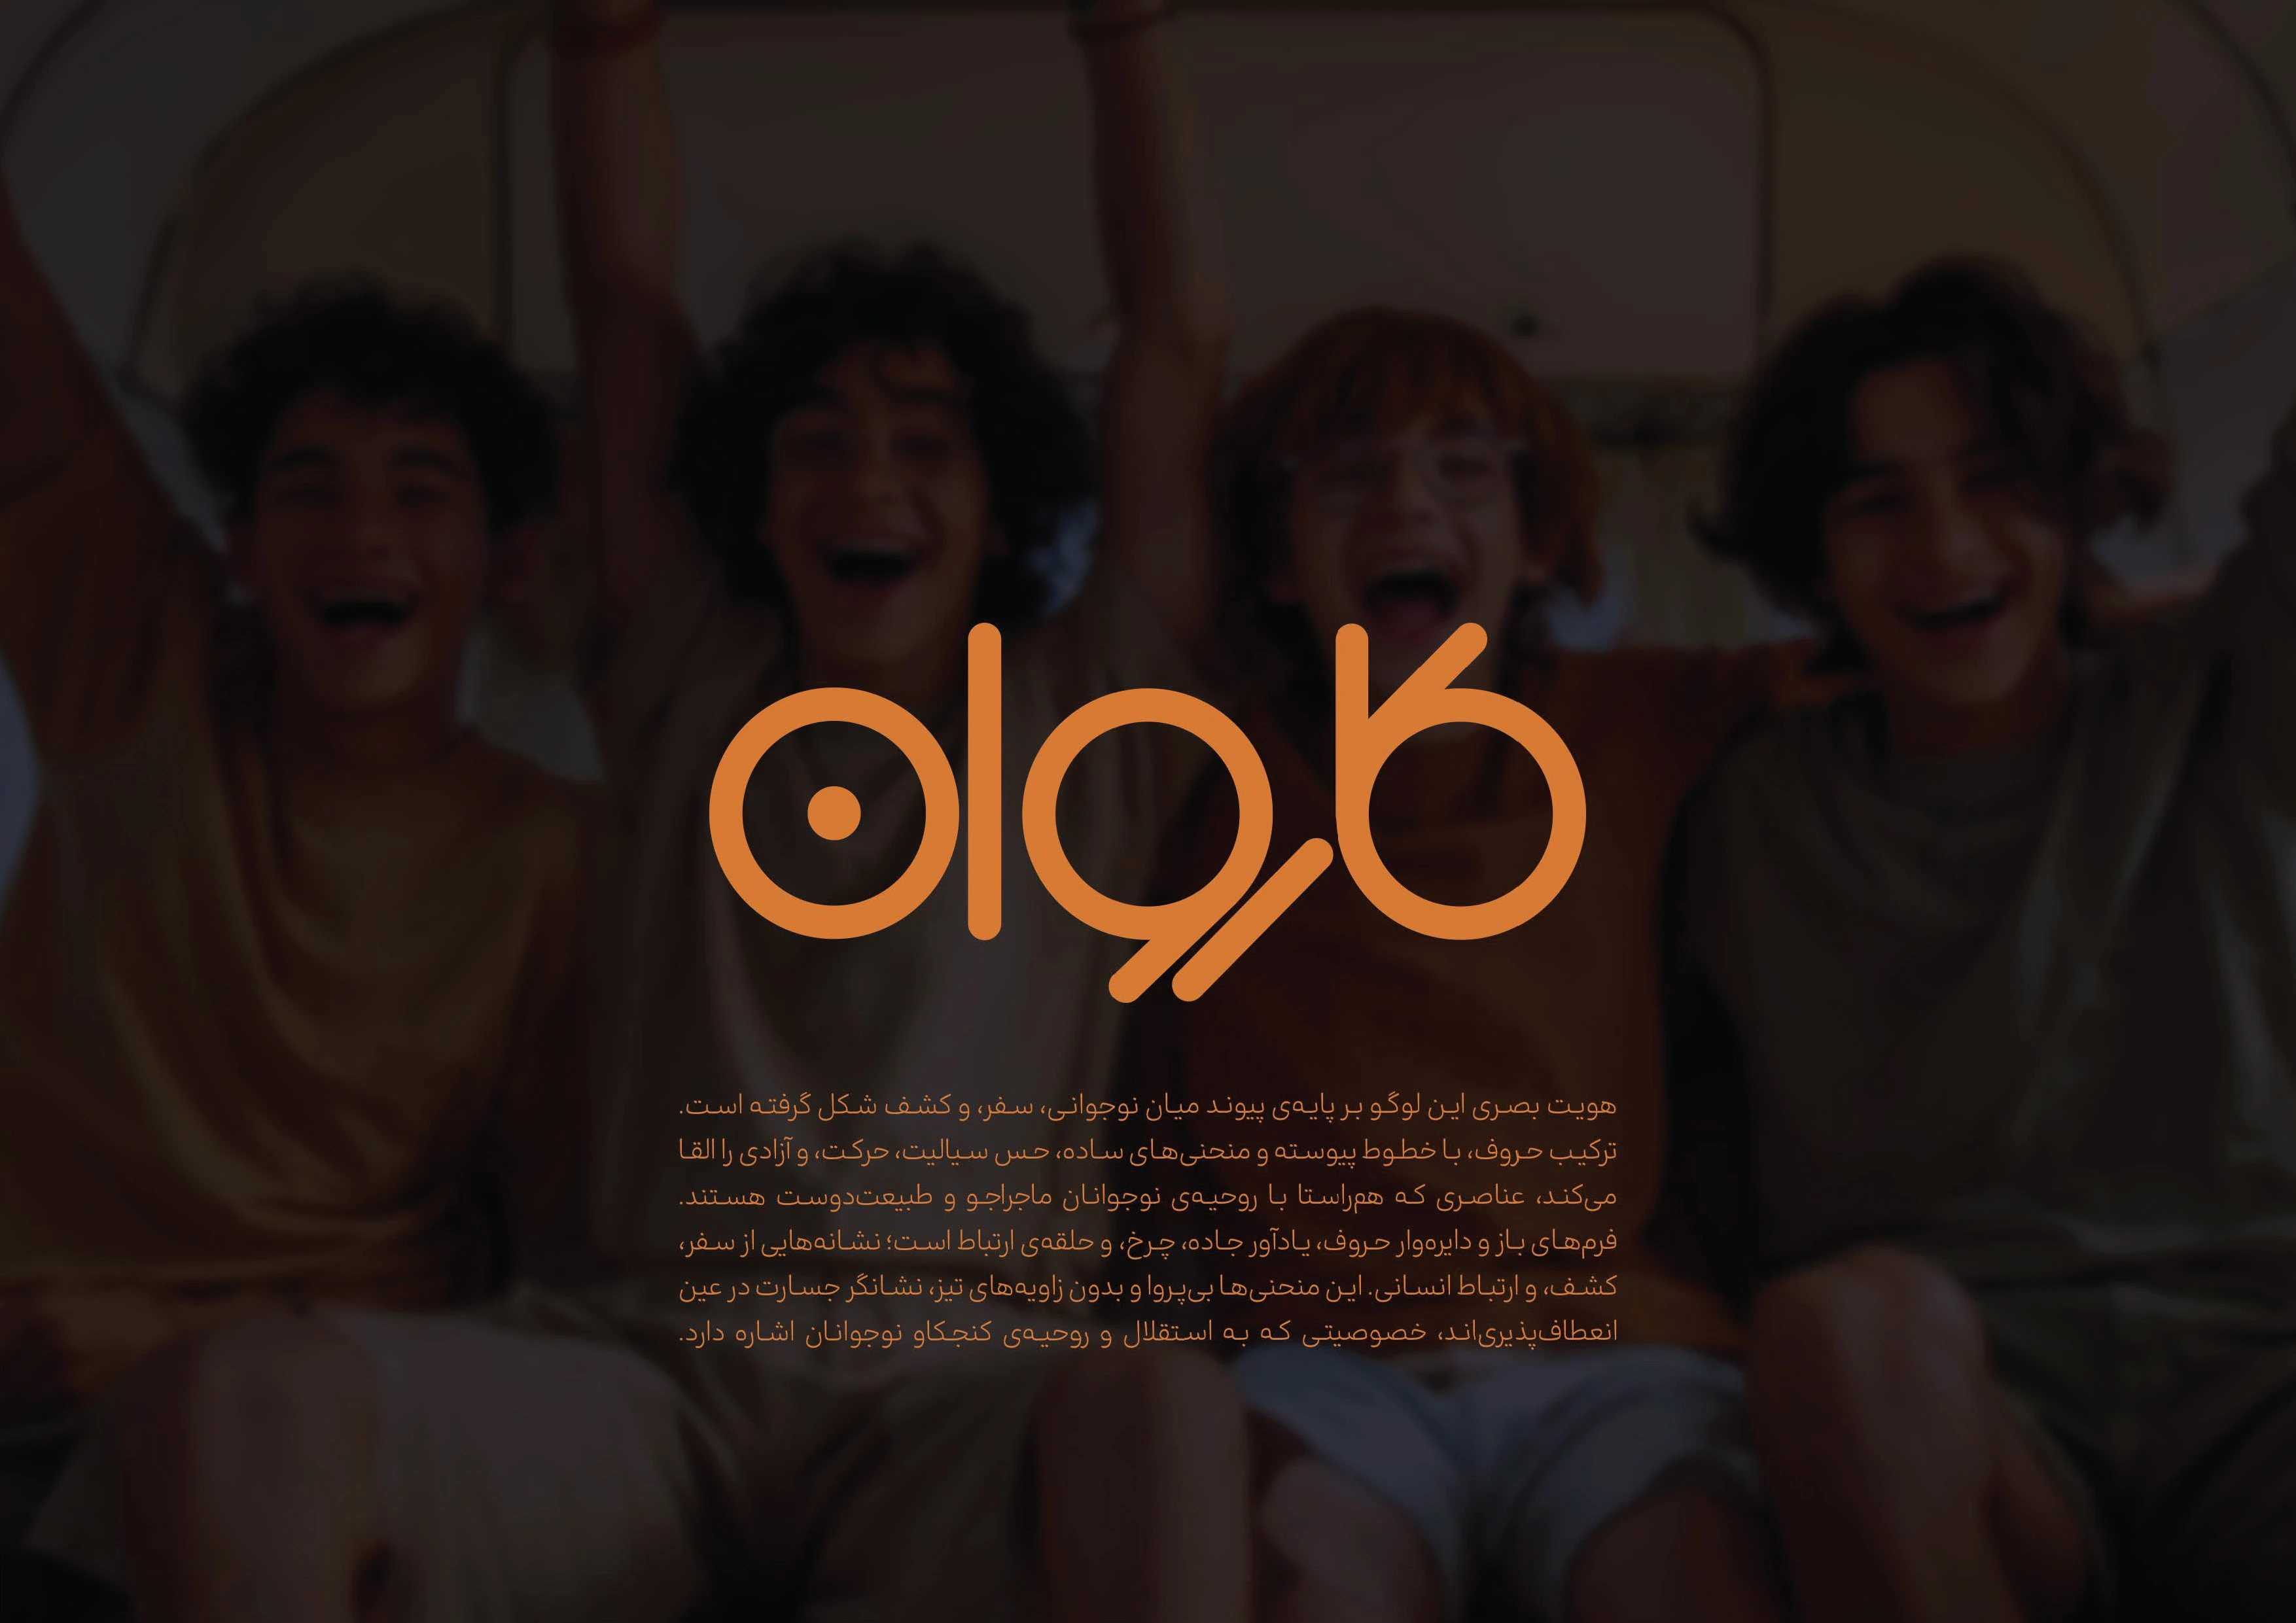 کاروان
هویت بصری این لوگو بر پایه‌ی پیوند میان نوجوانی، سفر، و کشف شکل گرفته است.
ترکیب حروف، با خطوط پیوسته و منحنی‌های ساده، حس سیالیت، حرکت، و آزادی را القا
می‌کند، عناصری که هم‌راستا با روحیه‌ی نوجوانان ماجراجو و طبیعت‌دوست هستند.
فرم‌های باز و دایره‌وار حروف، یادآور جاده، چرخ، و حلقه‌ی ارتباط است؛ نشانه‌هایی از سفر،
کشف، و ارتباط انسانی. این منحنی‌ها بی‌پروا و بدون زاویه‌های تیز، نشانگر جسارت در عین
انعطاف‌پذیری‌اند، خصوصیتی که به استقلال و روحیه‌ی کنجکاو نوجوانان اشاره دارد.